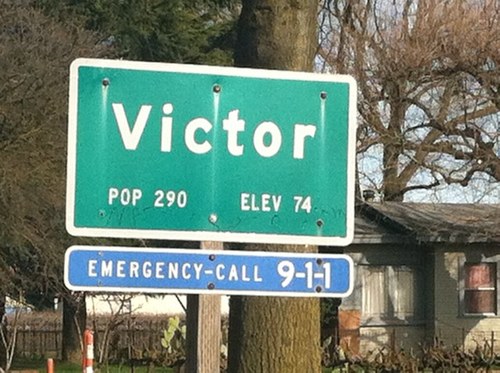 Victor
POP 290 ELEV 74
EMERGENCY-CALL 9-1-1